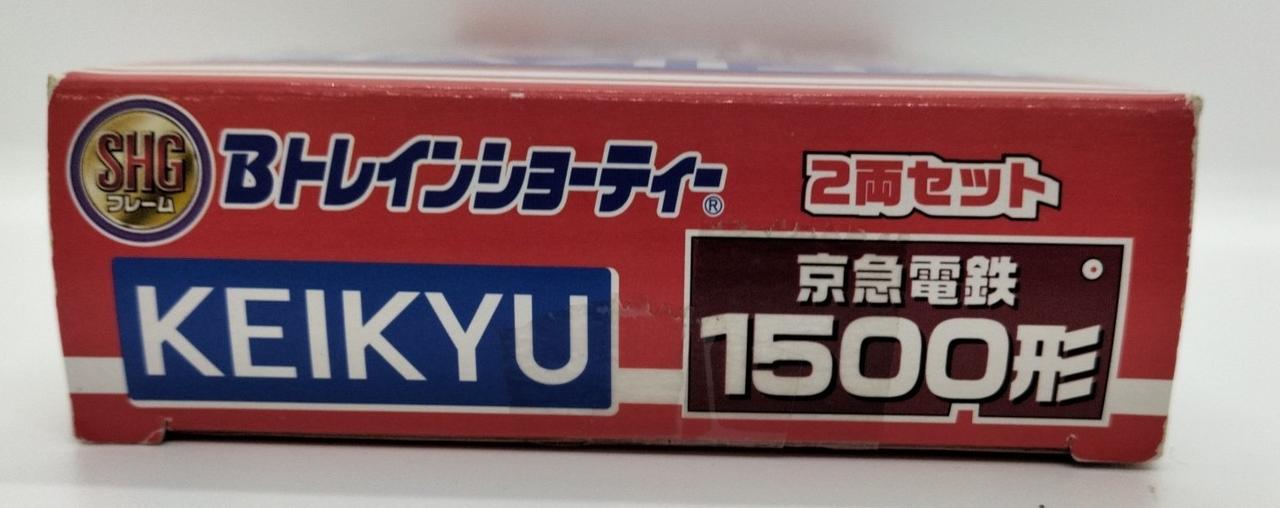 SHG
フレーム
Bトレインショーティー®
2両セット
KEIKYU
京急電鉄
1500形